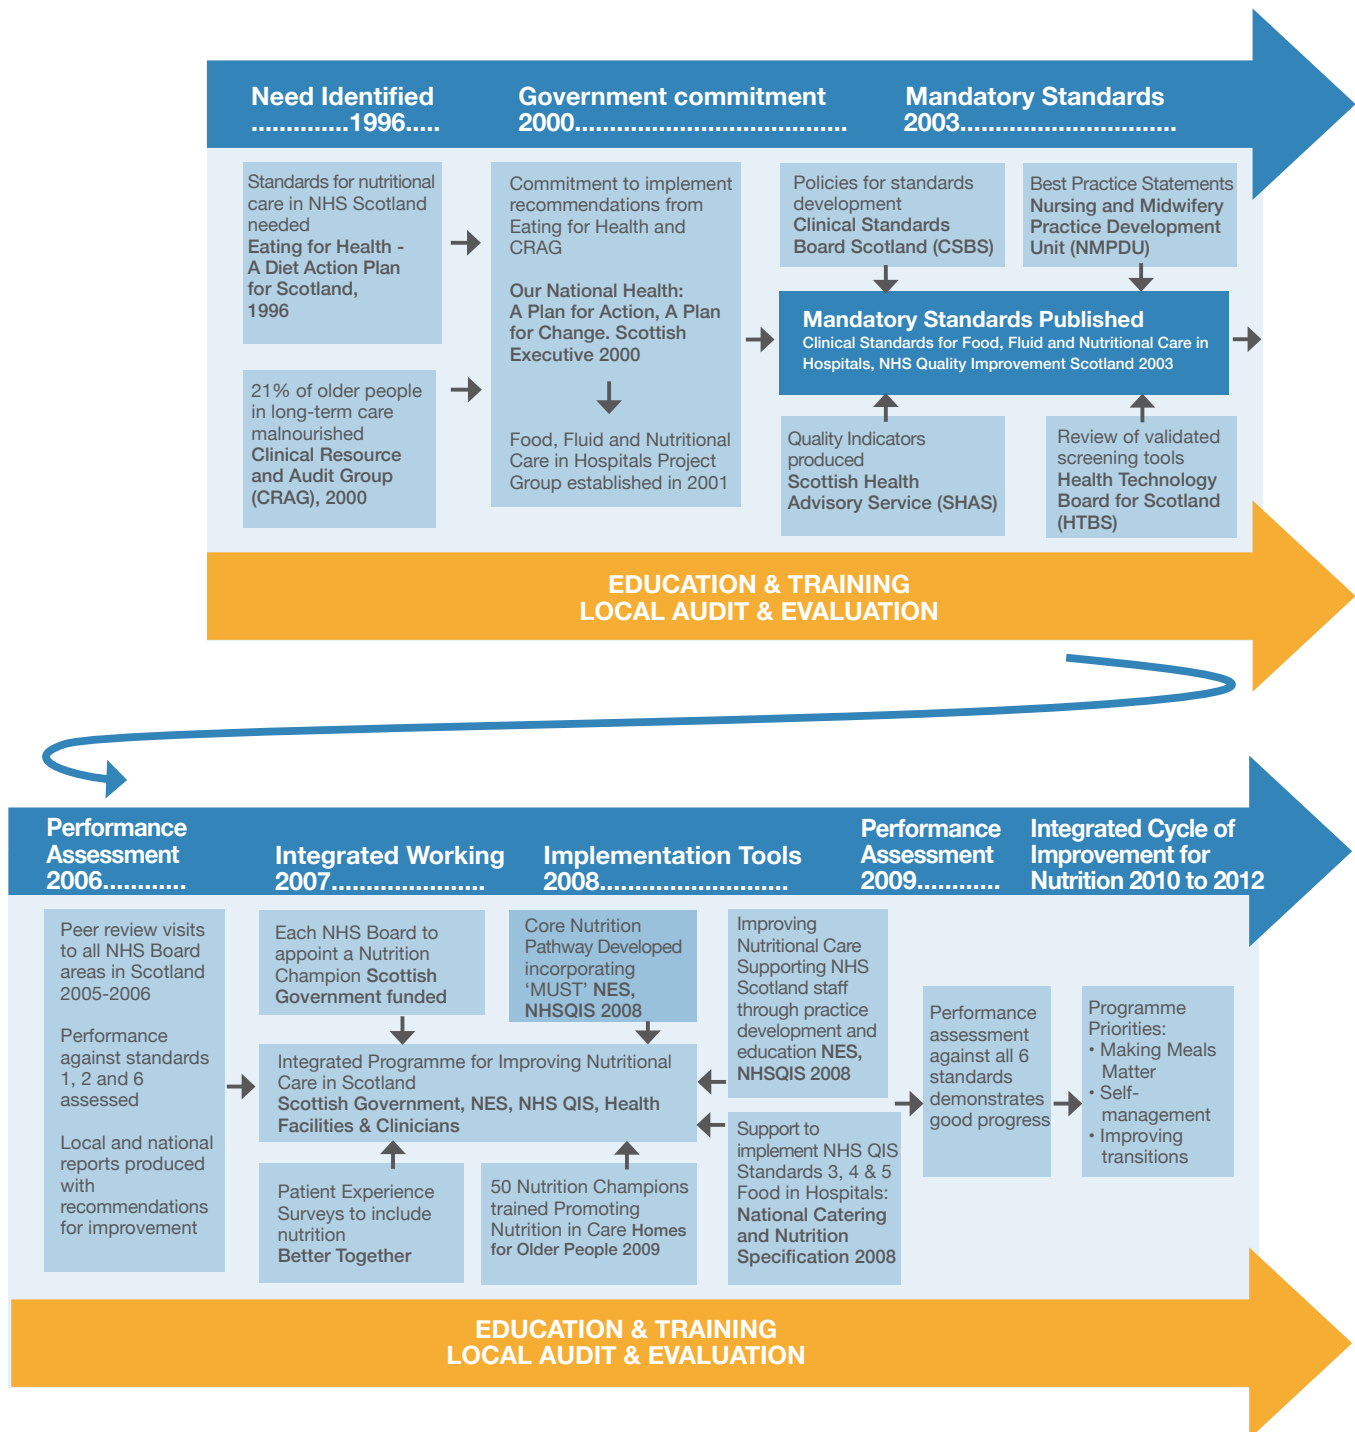 Need Identified
..............1996.....
Government commitment
2000.......................................
Mandatory Standards
2003...............................
Standards for nutritional
care in NHS Scotland
needed
Eating for Health -
A Diet Action Plan
for Scotland,
1996
21% of older people
in long-term care
malnourished
Clinical Resource
and Audit Group
(CRAG), 2000
Commitment to implement
recommendations from
Eating for Health and
CRAG
Our National Health:
A Plan for Action, A Plan
for Change. Scottish
Executive 2000
Food, Fluid and Nutritional
Care in Hospitals Project
Group established in 2001
Policies for standards
development
Clinical Standards
Board Scotland (CSBS)
Best Practice Statements
Nursing and Midwifery
Practice Development
Unit (NMPDU)
Mandatory Standards Published
Clinical Standards for Food, Fluid and Nutritional Care in
Hospitals, NHS Quality Improvement Scotland 2003
Quality Indicators
produced
Scottish Health
Advisory Service (SHAS)
Review of validated
screening tools
Health Technology
Board for Scotland
(HTBS)
EDUCATION & TRAINING
LOCAL AUDIT & EVALUATION
Performance
Assessment
2006............
Integrated Working
2007......................
Implementation Tools
2008...........................
Performance
Assessment
2009............
Integrated Cycle of
Improvement for
Nutrition 2010 to 2012
Peer review visits
to all NHS Board
areas in Scotland
2005-2006
Performance
against standards
1, 2 and 6
assessed
Local and national
reports produced
with
recommendations
for improvement
Each NHS Board to
appoint a Nutrition
Champion Scottish
Government funded
Core Nutrition
Pathway Developed
incorporating
‘MUST’ NES,
NHSQIS 2008
Integrated Programme for Improving Nutritional
Care in Scotland
Scottish Government, NES, NHS QIS, Health
Facilities & Clinicians
Patient Experience
Surveys to include
nutrition
Better Together
50 Nutrition Champions
trained Promoting
Nutrition in Care Homes
for Older People 2009
Improving
Nutritional Care
Supporting NHS
Scotland staff
through practice
development and
education NES,
NHSQIS 2008
Support to
implement NHS QIS
Standards 3, 4 & 5
Food in Hospitals:
National Catering
and Nutrition
Specification 2008
Performance
assessment
against all 6
standards
demonstrates
good progress
Programme
Priorities:
• Making Meals
Matter
• Self-
management
• Improving
transitions
EDUCATION & TRAINING
LOCAL AUDIT & EVALUATION